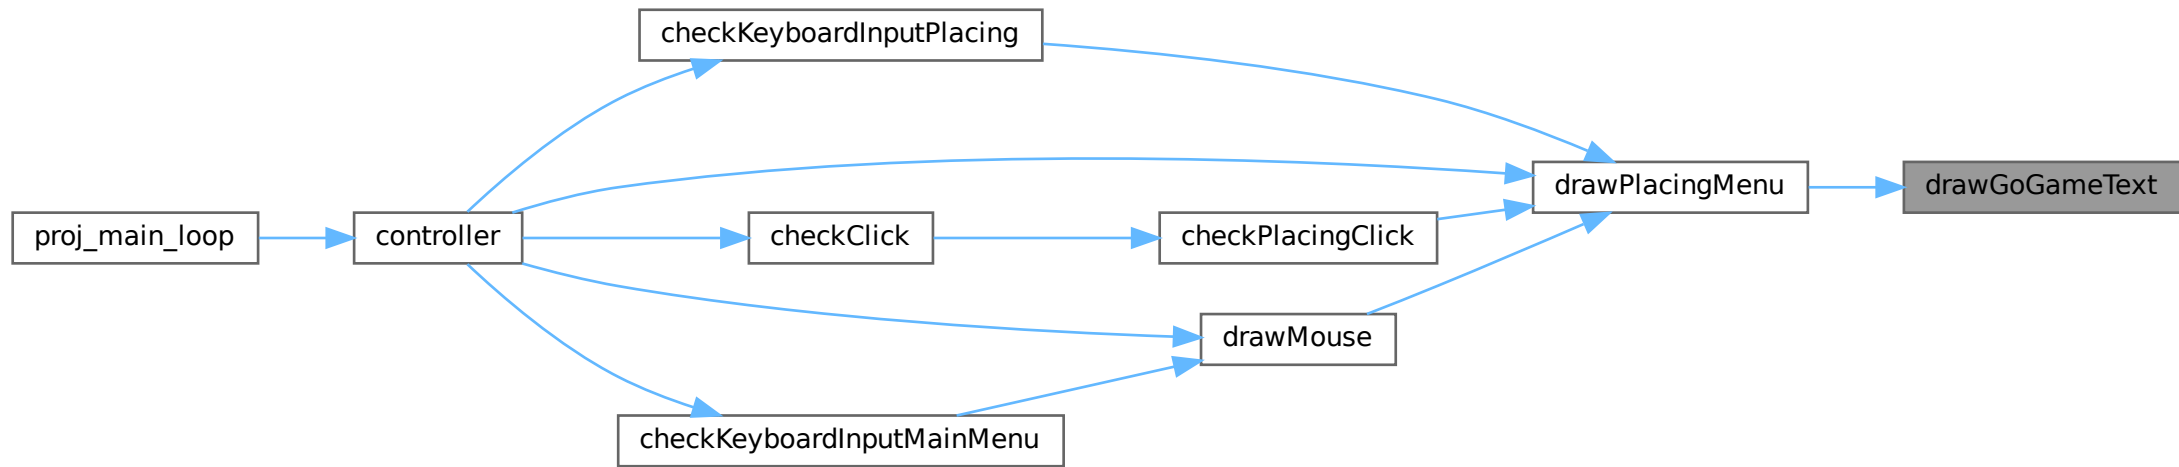 checkKeyboardInputPlacing
drawPlacingMenu
drawGoGameText
proj_main_loop
controller
checkClick
checkPlacingClick
drawMouse
checkKeyboardInputMainMenu